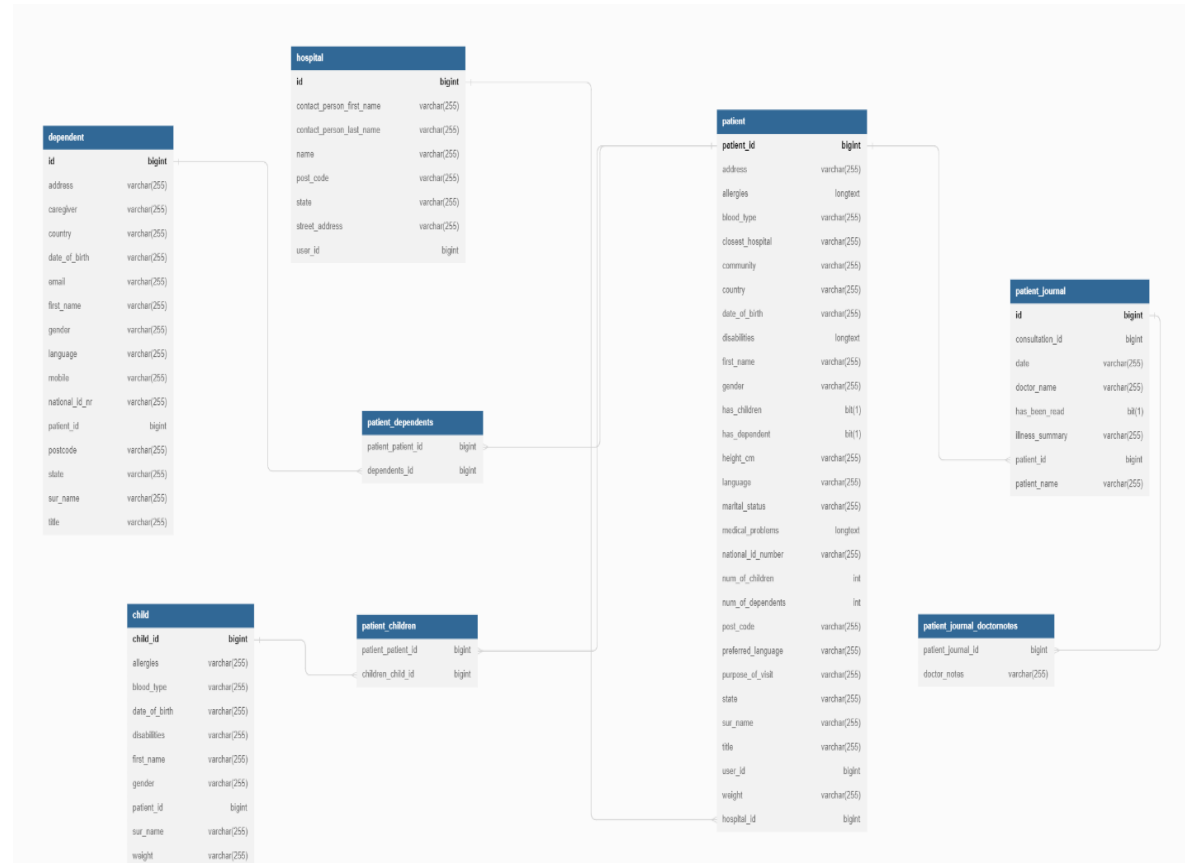 hospital
id bigint
contact_person_first_name varchar(255)
contact_person_last_name varchar(255)
name varchar(255)
post_code varchar(255)
state varchar(255)
street_address varchar(255)
user_id bigint
dependent
id bigint
address varchar(255)
caregiver varchar(255)
country varchar(255)
date_of_birth varchar(255)
email varchar(255)
first_name varchar(255)
gender varchar(255)
language varchar(255)
mobile varchar(255)
national_id_nr varchar(255)
patient_id bigint
postcode varchar(255)
state varchar(255)
sur_name varchar(255)
title varchar(255)
patient_dependents
patient_patient_id bigint
dependents_id bigint
child
child_id bigint
allergies varchar(255)
blood_type varchar(255)
date_of_birth varchar(255)
disabilities varchar(255)
first_name varchar(255)
gender varchar(255)
patient_id bigint
sur_name varchar(255)
weight varchar(255)
patient_children
patient_patient_id bigint
children_child_id bigint
patient
patient_id bigint
address varchar(255)
allergies longtext
blood_type varchar(255)
closest_hospital varchar(255)
community varchar(255)
country varchar(255)
date_of_birth varchar(255)
disabilities longtext
first_name varchar(255)
gender varchar(255)
has_children bit(1)
has_dependent bit(1)
height_cm varchar(255)
language varchar(255)
marital_status varchar(255)
medical_problems longtext
national_id_number varchar(255)
num_of_children int
num_of_dependents int
post_code varchar(255)
preferred_language varchar(255)
purpose_of_visit varchar(255)
state varchar(255)
sur_name varchar(255)
title varchar(255)
user_id bigint
weight varchar(255)
hospital_id bigint
patient_journal
id bigint
consultation_id bigint
date varchar(255)
doctor_name varchar(255)
has_been_read bit(1)
illness_summary varchar(255)
patient_id bigint
patient_name varchar(255)
patient_journal_doctornotes
patient_journal_id bigint
doctor_notes varchar(255)